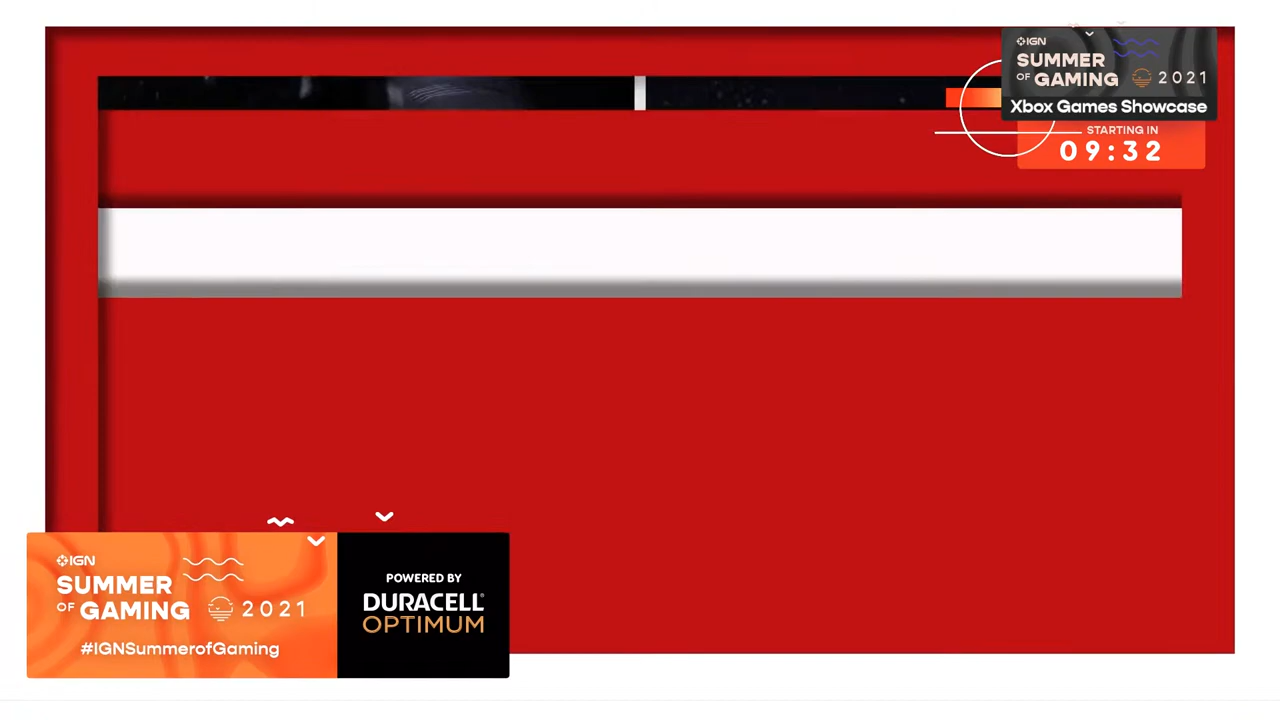 IGN
SUMMER
OF GAMING 2021
Xbox Games Showcase
STARTING IN
09:32
IGN
SUMMER
OF GAMING 2021
#IGNSummerofGaming
POWERED BY
DURACELL
OPTIMUM